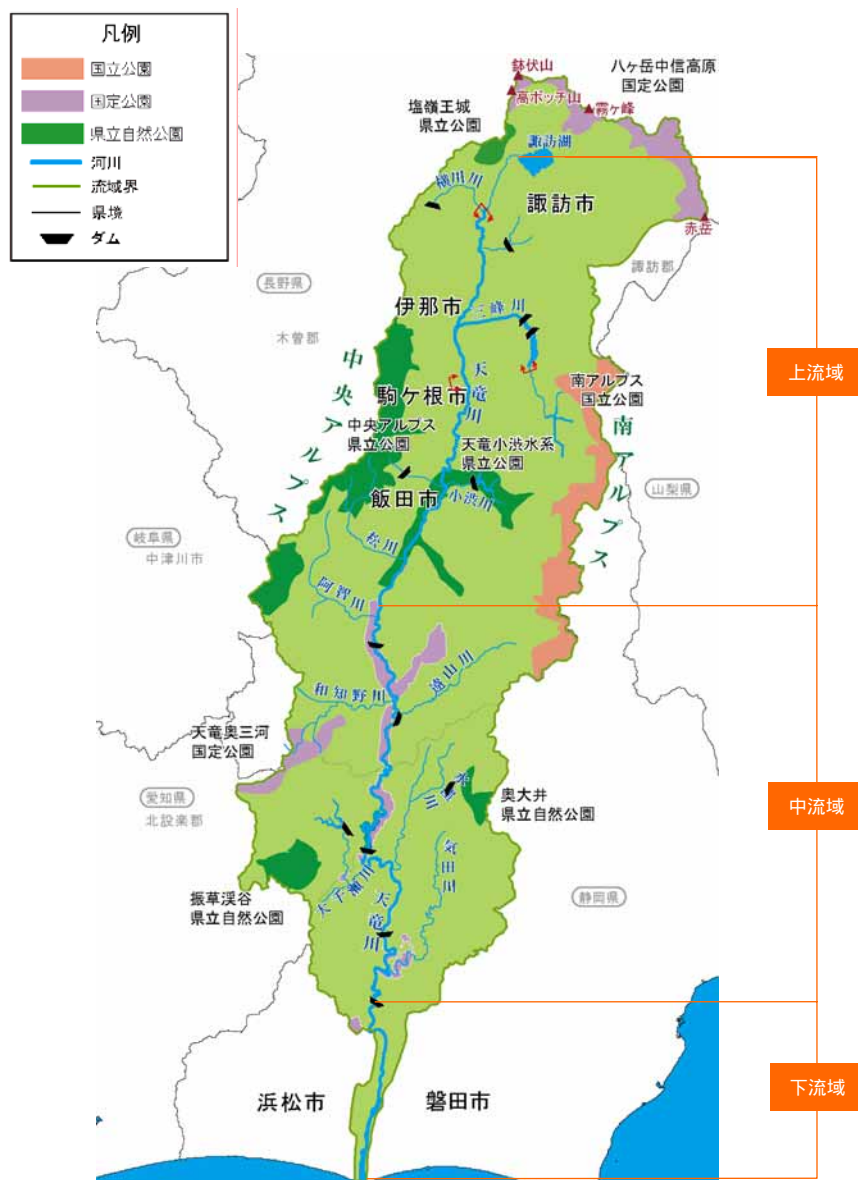 凡例
国立公園
国定公園
県立自然公園
河川
流域界
県境
ダム
鉢伏山
高ボッチ山
霧ヶ峰
八ヶ岳中信高原
国定公園
塩嶺王城
県立公園
諏訪湖
横川川
諏訪市
赤岳
諏訪郡
長野県
木曽郡
伊那市
三峰川
上流域
中央アルプス
天竜川
駒ケ根市
南アルプス
国立公園
中央アルプス
県立公園
天竜小渋水系
県立公園
南アルプス
山梨県
飯田市
小渋川
岐阜県
中津川市
松川
阿智川
和知野川
遠山川
天竜奥三河
国定公園
愛知県
北設楽郡
水窪川
奥大井
県立自然公園
中流域
気田川
大千瀬川
天竜川
振草渓谷
県立自然公園
静岡県
浜松市
磐田市
下流域